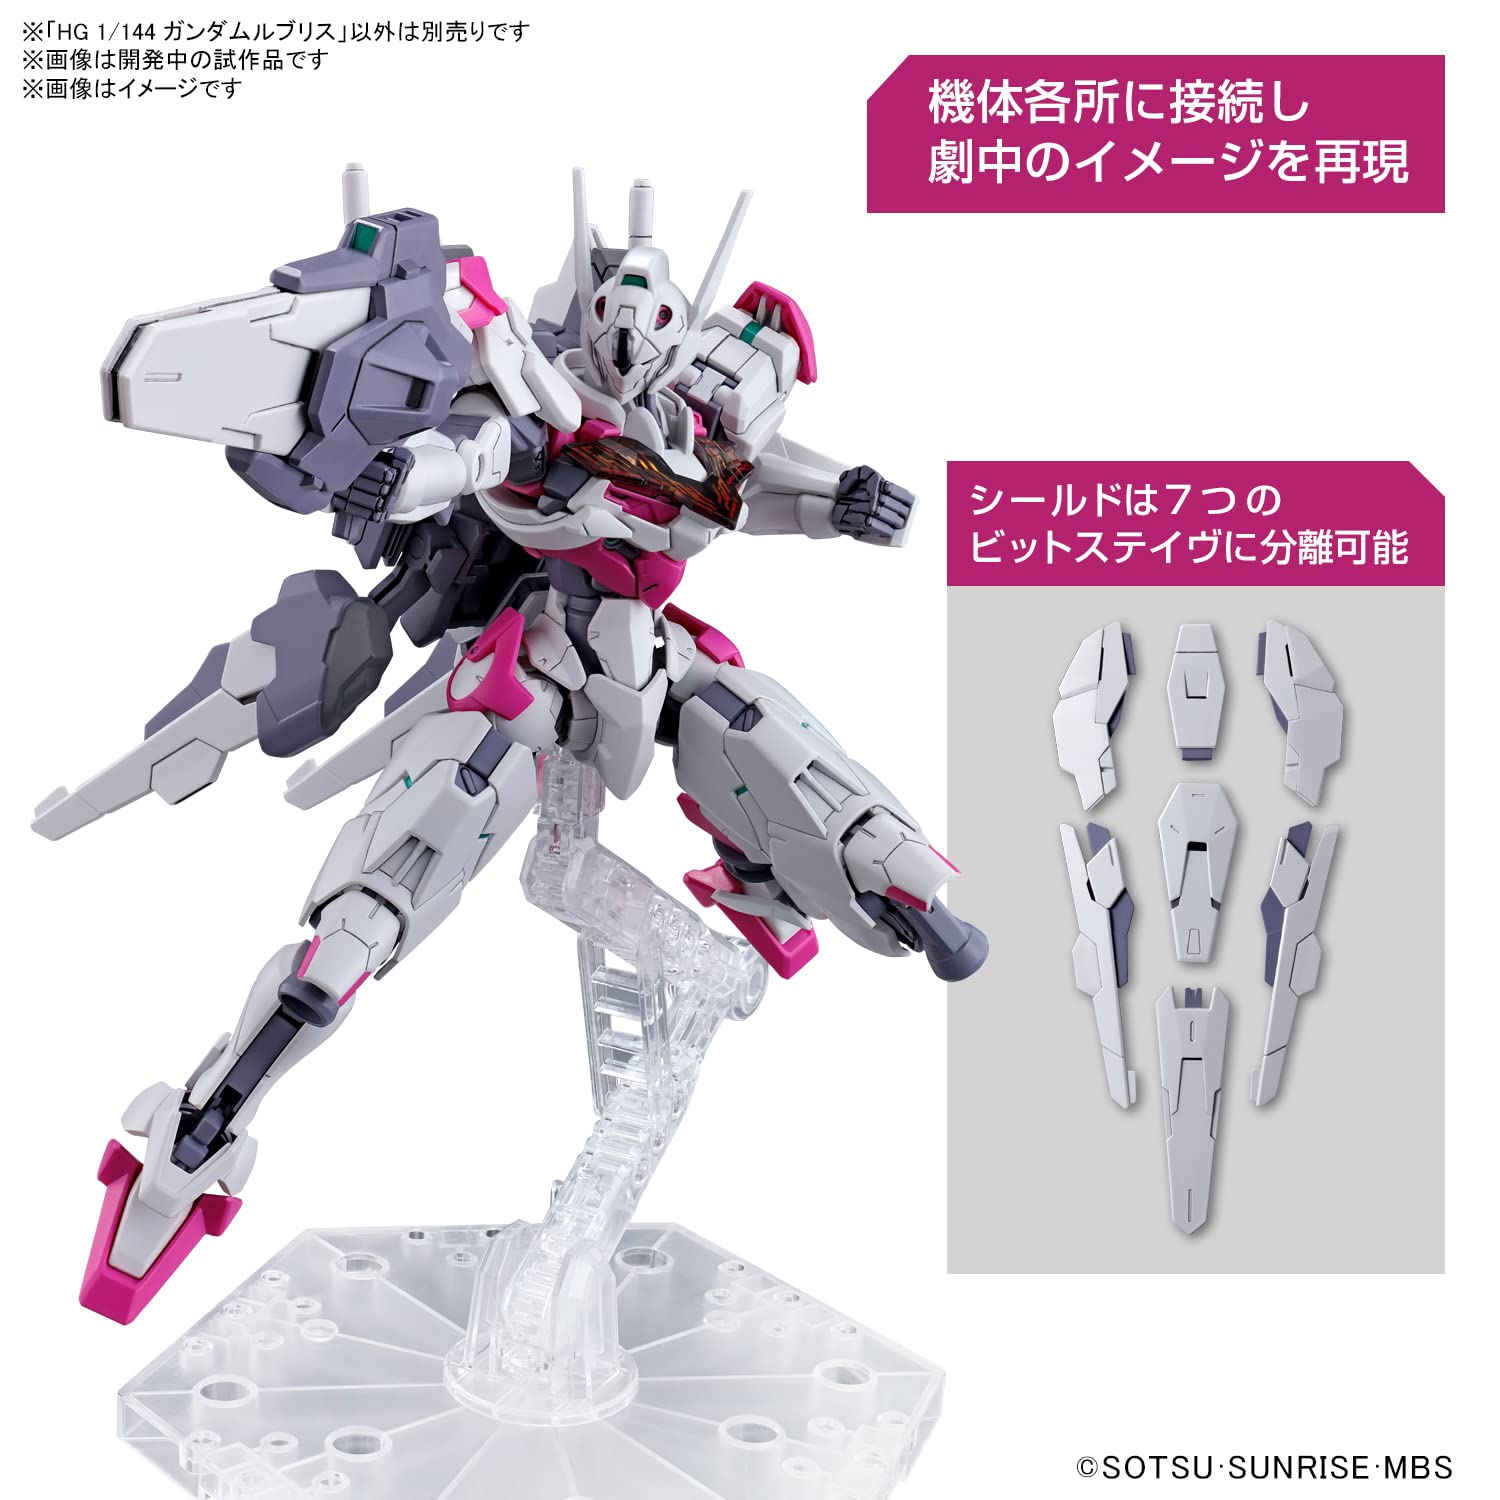 ※「HG 1/144 ガンダムルブリス」以外は別売りです
※画像は開発中の試作品です
※画像はイメージです
機体各所に接続し
劇中のイメージを再現
シールドは7つの
ビットステイヴに分離可能
©SOTSU・SUNRISE・MBS